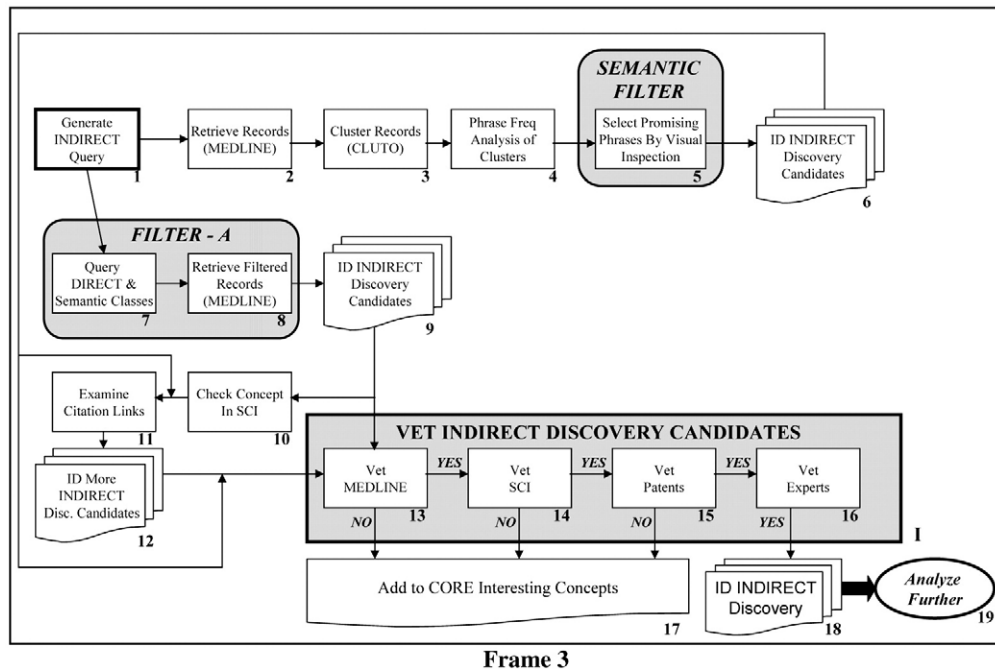 SEMANTIC
FILTER
Generate
INDIRECT
Query
1
Retrieve Records
(MEDLINE)
2
Cluster Records
(CLUTO)
3
Phrase Freq
Analysis of
Clusters
4
Select Promising
Phrases By Visual
Inspection
5
ID INDIRECT
Discovery
Candidates
6
FILTER - A
Query
DIRECT &
Semantic Classes
7
Retrieve Filtered
Records
(MEDLINE)
8
ID INDIRECT
Discovery
Candidates
9
Examine
Citation Links
11
Check Concept
In SCI
10
ID More
INDIRECT
Disc. Candidates
12
VET INDIRECT DISCOVERY CANDIDATES
Vet
MEDLINE
13
YES
Vet
SCI
14
YES
Vet
Patents
15
YES
Vet
Experts
16
NO
NO
NO
YES
I
Add to CORE Interesting Concepts
17
ID INDIRECT
Discovery
18
Analyze
Further
19
Frame 3